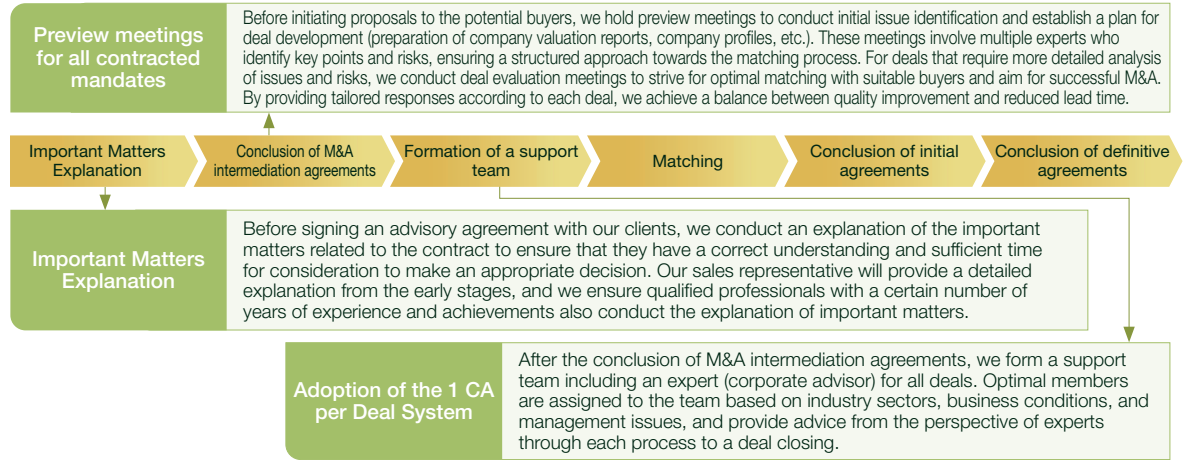 Preview meetings
for all contracted
mandates
Before initiating proposals to the potential buyers, we hold preview meetings to conduct initial issue identification and establish a plan for
deal development (preparation of company valuation reports, company profiles, etc.). These meetings involve multiple experts who
identify key points and risks, ensuring a structured approach towards the matching process. For deals that require more detailed analysis
of issues and risks, we conduct deal evaluation meetings to strive for optimal matching with suitable buyers and aim for successful M&A.
By providing tailored responses according to each deal, we achieve a balance between quality improvement and reduced lead time.
Important Matters
Explanation
Conclusion of M&A
intermediation agreements
Formation of a support
team
Matching
Conclusion of initial
agreements
Conclusion of definitive
agreements
Important Matters
Explanation
Before signing an advisory agreement with our clients, we conduct an explanation of the important
matters related to the contract to ensure that they have a correct understanding and sufficient time
for consideration to make an appropriate decision. Our sales representative will provide a detailed
explanation from the early stages, and we ensure qualified professionals with a certain number of
years of experience and achievements also conduct the explanation of important matters.
Adoption of the 1 CA
per Deal System
After the conclusion of M&A intermediation agreements, we form a support
team including an expert (corporate advisor) for all deals. Optimal members
are assigned to the team based on industry sectors, business conditions, and
management issues, and provide advice from the perspective of experts
through each process to a deal closing.